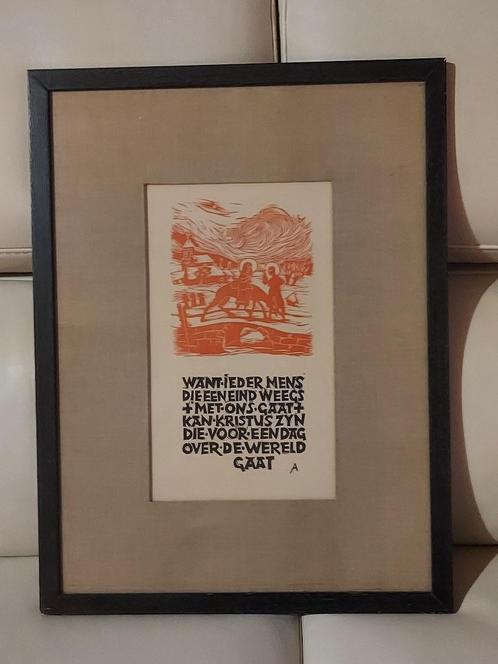 WANT·IEDER MENS
DIE EEN EIND WEEGS
+MET·ONS·GAAT+
KAN·KRISTUS ZYN
DIE·VOOR·EEN DAG
OVER·DE·WERELD
GAAT
A